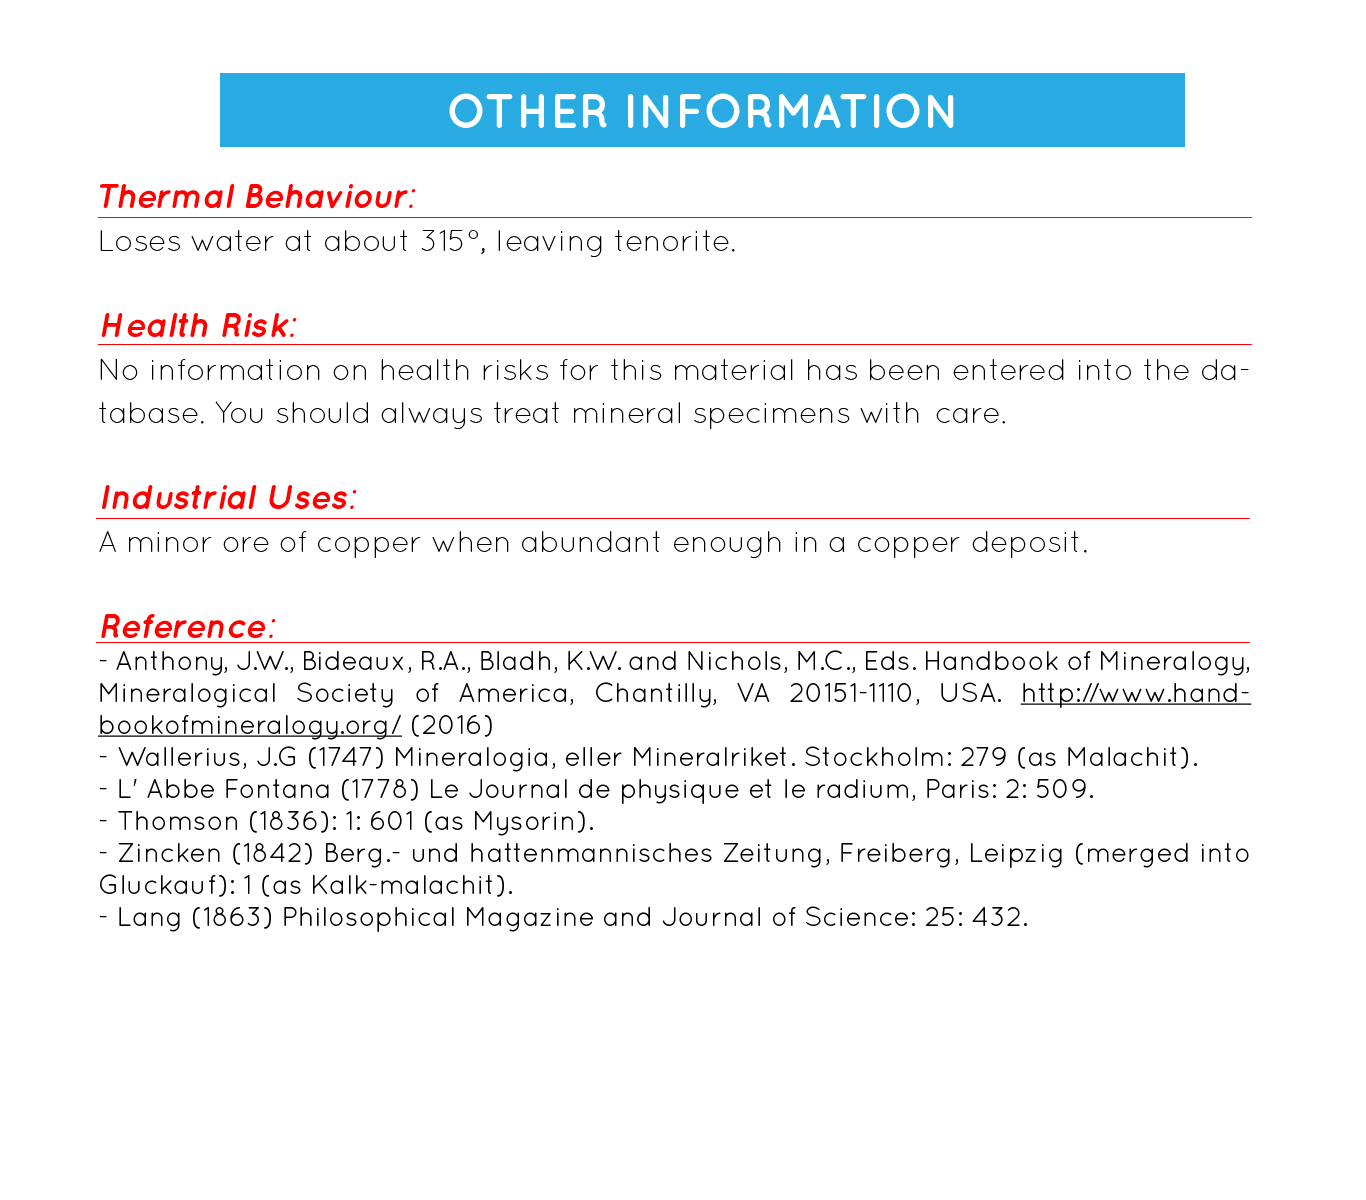 OTHER INFORMATION
Thermal Behaviour:
Loses water at about 315°, leaving tenorite.
Health Risk:
No information on health risks for this material has been entered into the da-
tabase. You should always treat mineral specimens with care.
Industrial Uses:
A minor ore of copper when abundant enough in a copper deposit.
Reference:
- Anthony, J.W., Bideaux, R.A., Bladh, K.W. and Nichols, M.C., Eds. Handbook of Mineralogy,
Mineralogical Society of America, Chantilly, VA 20151-1110, USA. http://www.hand-
bookofmineralogy.org/ (2016)
- Wallerius, J.G (1747) Mineralogia, eller Mineralriket. Stockholm: 279 (as Malachit).
- L' Abbe Fontana (1778) Le Journal de physique et le radium, Paris: 2: 509.
- Thomson (1836): 1: 601 (as Mysorin).
- Zincken (1842) Berg.- und hattenmannisches Zeitung, Freiberg, Leipzig (merged into
Gluckauf): 1 (as Kalk-malachit).
- Lang (1863) Philosophical Magazine and Journal of Science: 25: 432.